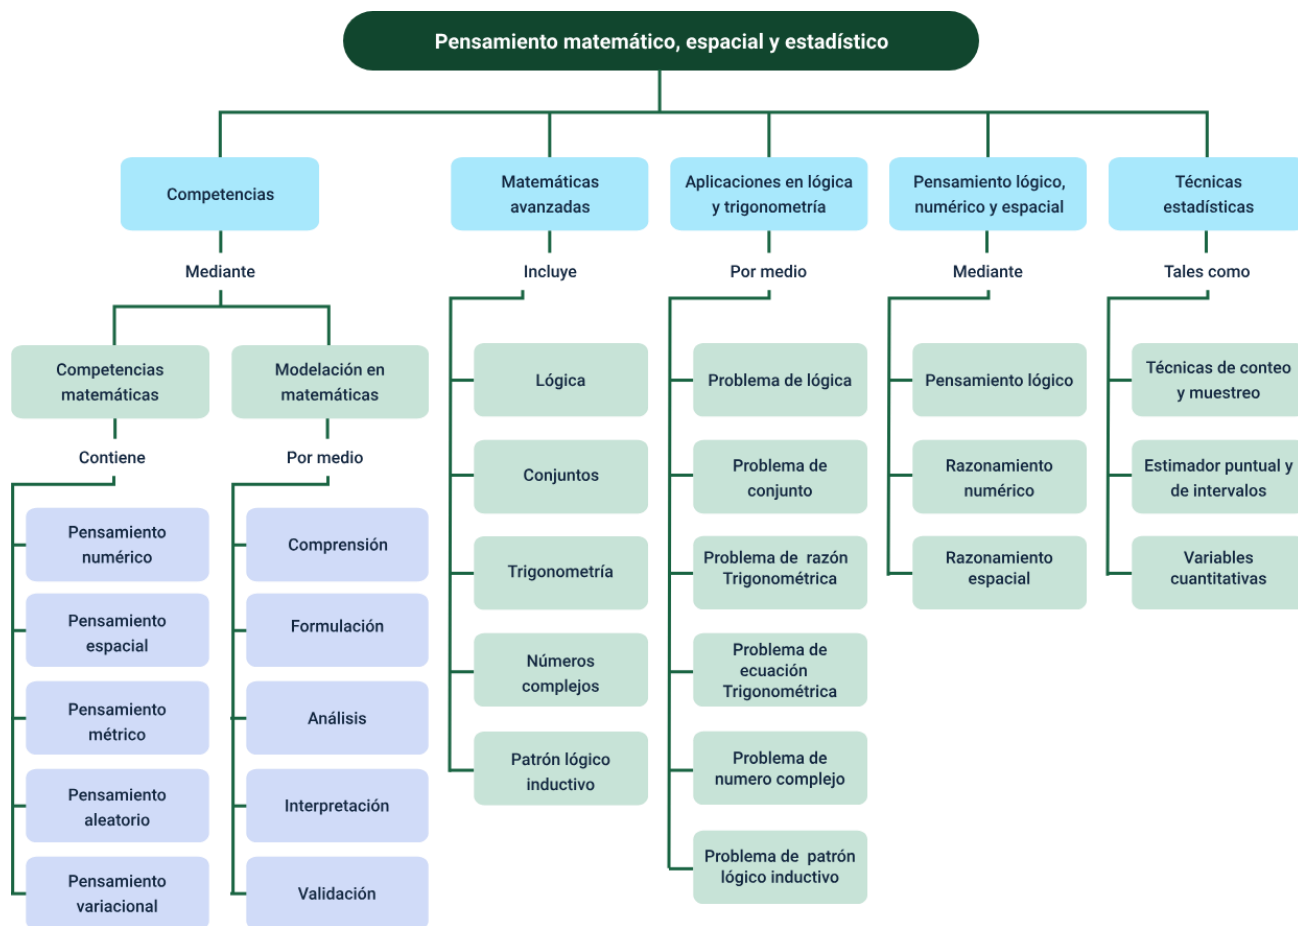 Pensamiento matemático, espacial y estadístico
Competencias
Mediante
Competencias
matemáticas
Contiene
Pensamiento
numérico
Pensamiento
espacial
Pensamiento
métrico
Pensamiento
aleatorio
Pensamiento
variacional
Modelación en
matemáticas
Por medio
Comprensión
Formulación
Análisis
Interpretación
Validación
Matemáticas
avanzadas
Incluye
Lógica
Conjuntos
Trigonometría
Números
complejos
Patrón lógico
inductivo
Aplicaciones en lógica
y trigonometría
Por medio
Problema de lógica
Problema de
conjunto
Problema de razón
Trigonométrica
Problema de
ecuación
Trigonométrica
Problema de
numero complejo
Problema de patrón
lógico inductivo
Pensamiento lógico,
numérico y espacial
Mediante
Pensamiento lógico
Razonamiento
numérico
Razonamiento
espacial
Técnicas
estadísticas
Tales como
Técnicas de conteo
y muestreo
Estimador puntual y
de intervalos
Variables
cuantitativas